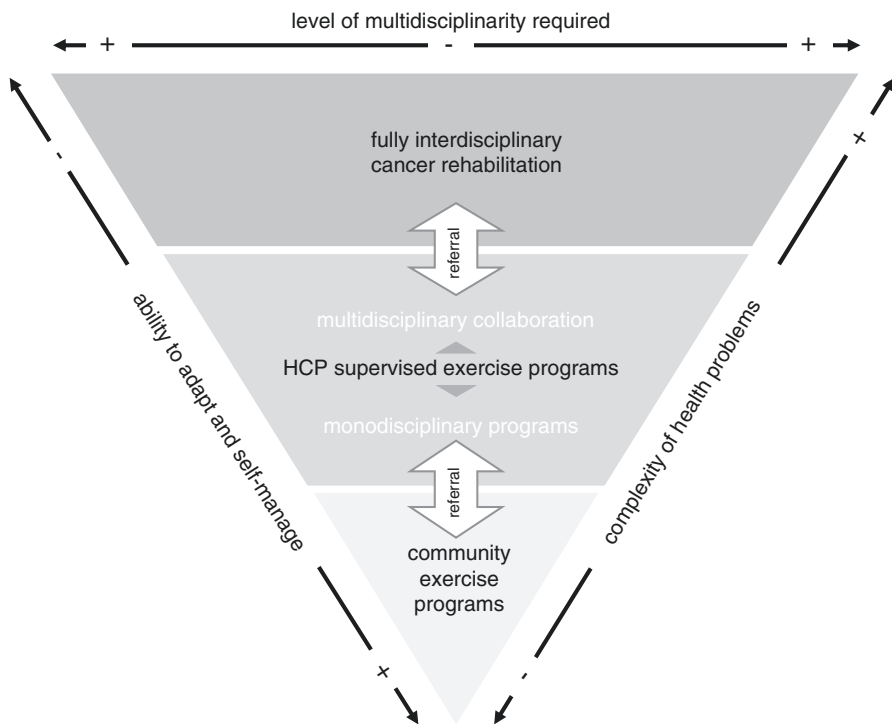 level of multidisciplinarity required
+ - +
- +
fully interdisciplinary
cancer rehabilitation
referral
multidisciplinary collaboration
HCP supervised exercise programs
monodisciplinary programs
ability to adapt and self-manage
complexity of health problems
referral
community
exercise
programs
+ -